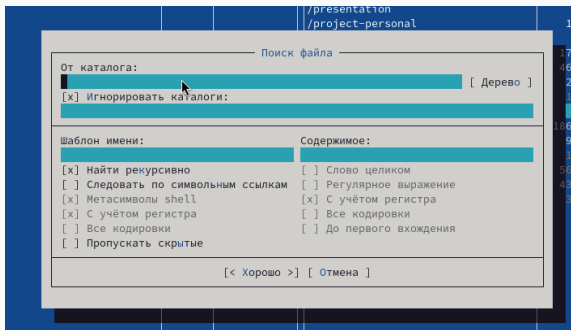 /presentation
/project-personal
1
Поиск файла
От каталога:
[ Дерево ]
[x] Игнорировать каталоги:
Шаблон имени:
Содержимое:
[x] Найти рекурсивно
[ ] Слово целиком
[ ] Следовать по символьным ссылкам
[ ] Регулярное выражение
[x] Метасимволы shell
[x] С учётом регистра
[x] С учётом регистра
[ ] Все кодировки
[ ] Все кодировки
[ ] До первого вхождения
[ ] Пропускать скрытые
[< Хорошо >] [ Отмена ]